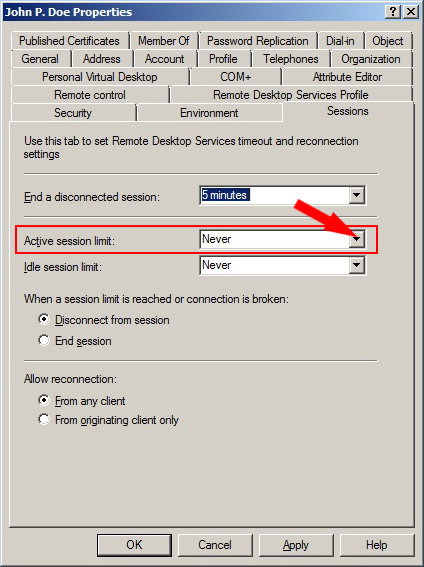 John P. Doe Properties
Published Certificates Member Of Password Replication Dial-in Object
General Address Account Profile Telephones Organization
Personal Virtual Desktop COM+ Attribute Editor
Remote control Remote Desktop Services Profile
Security Environment Sessions
Use this tab to set Remote Desktop Services timeout and reconnection
settings
End a disconnected session: 5 minutes
Active session limit: Never
Idle session limit: Never
When a session limit is reached or connection is broken:
Disconnect from session
End session
Allow reconnection:
From any client
From originating client only
OK Cancel Apply Help